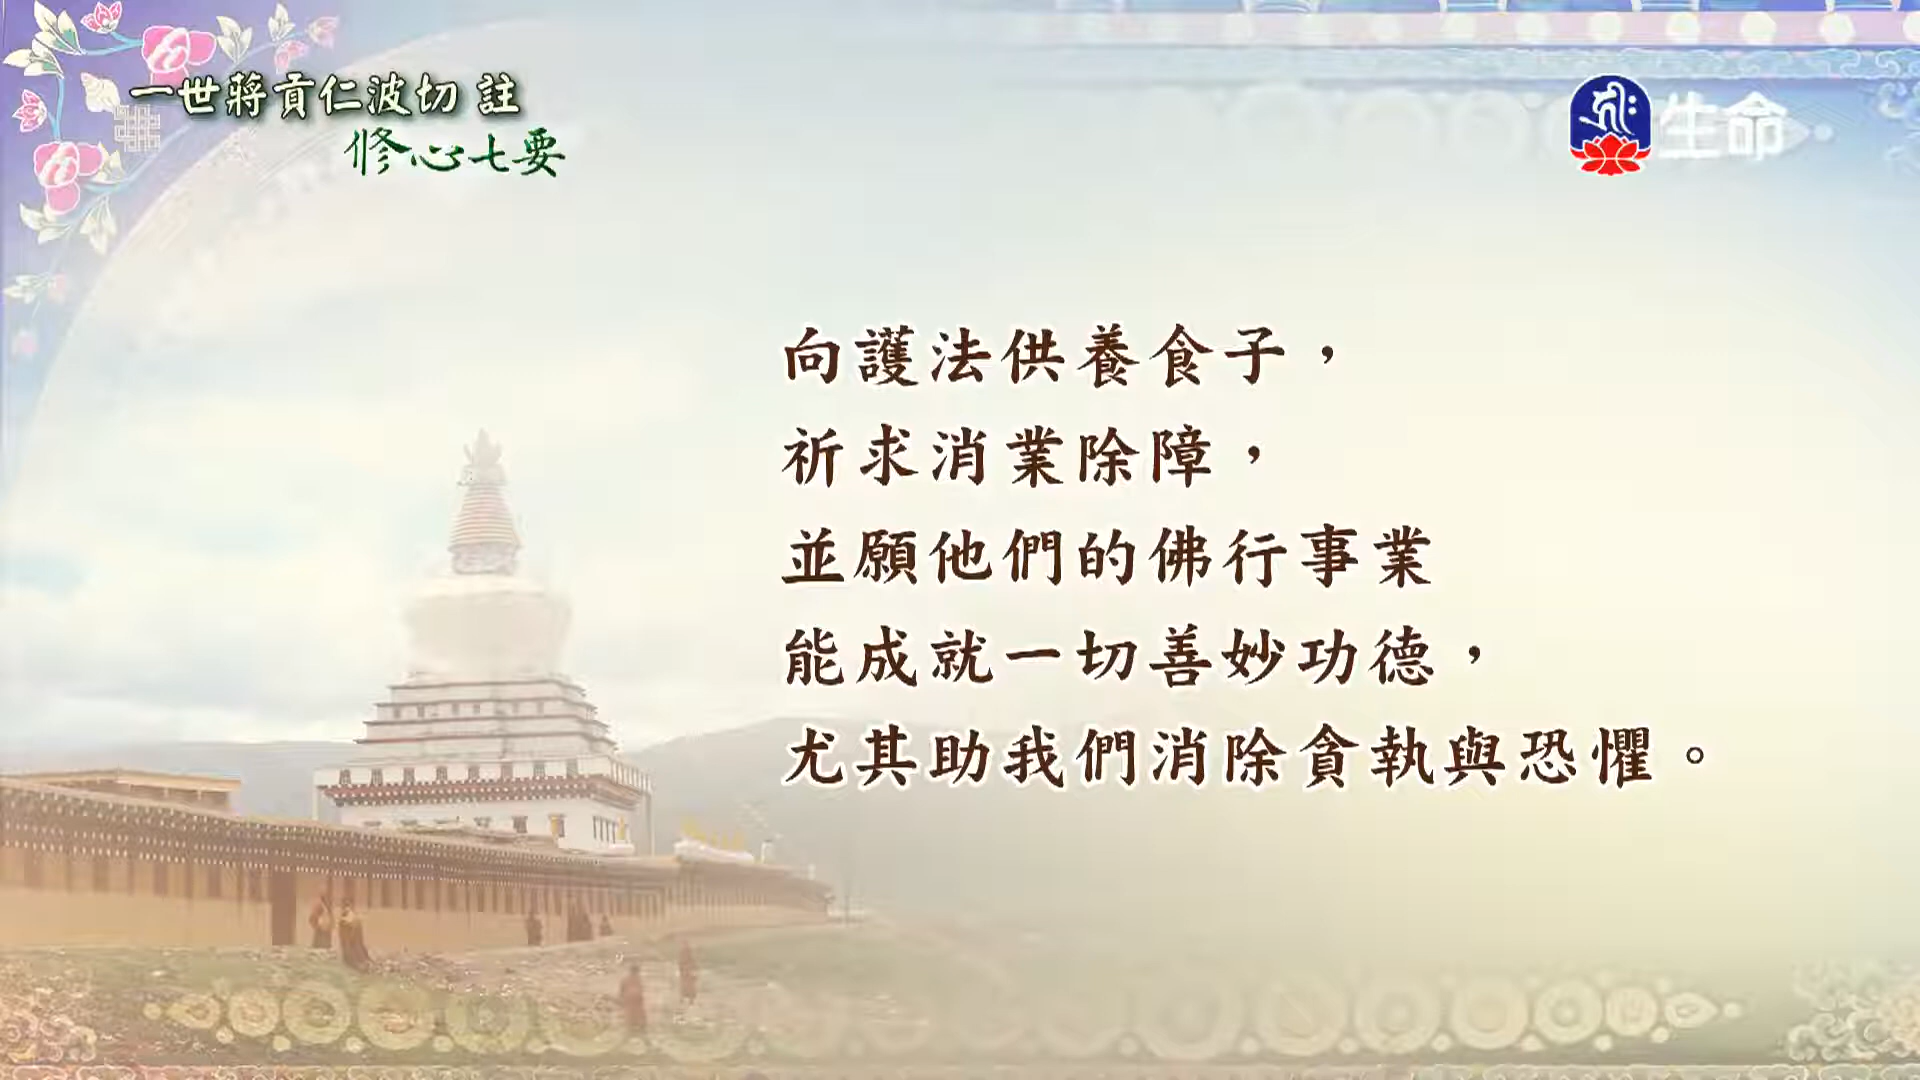 一世蔣貢仁波切 註
修心七要
生命
向護法供養食子，
祈求消業除障，
並願他們的佛行事業
能成就一切善妙功德，
尤其助我們消除貪執與恐懼。